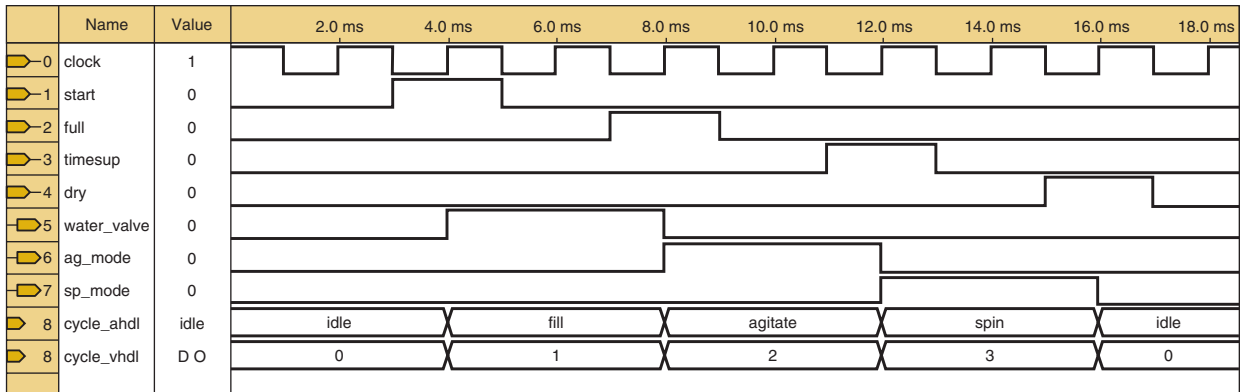 Name Value 2.0 ms 4.0 ms 6.0 ms 8.0 ms 10.0 ms 12.0 ms 14.0 ms 16.0 ms 18.0 ms
0 clock 1
1 start 0
2 full 0
3 timesup 0
4 dry 0
5 water_valve 0
6 ag_mode 0
7 sp_mode 0
8 cycle_ahdl idle idle fill agitate spin idle
8 cycle_vhdl D O 0 1 2 3 0